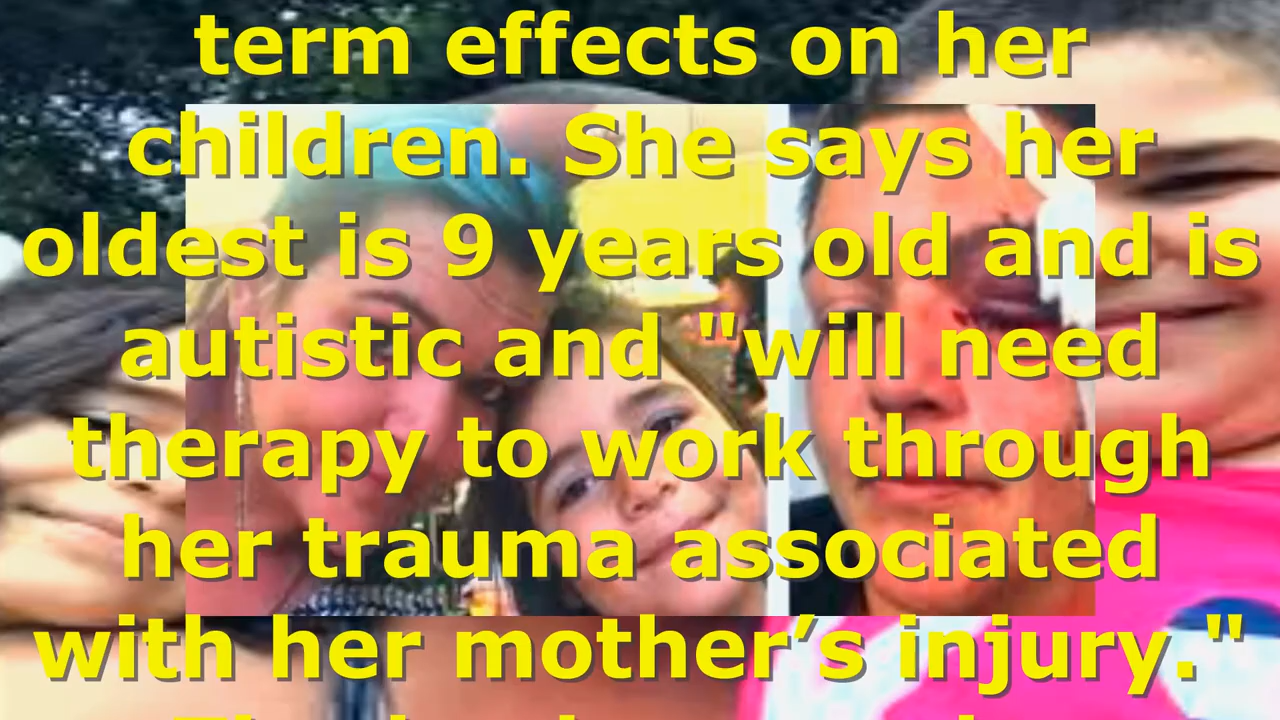 term effects on her
children. She says her
oldest is 9 years old and is
autistic and "will need
therapy to work through
her trauma associated
with her mother’s injury."